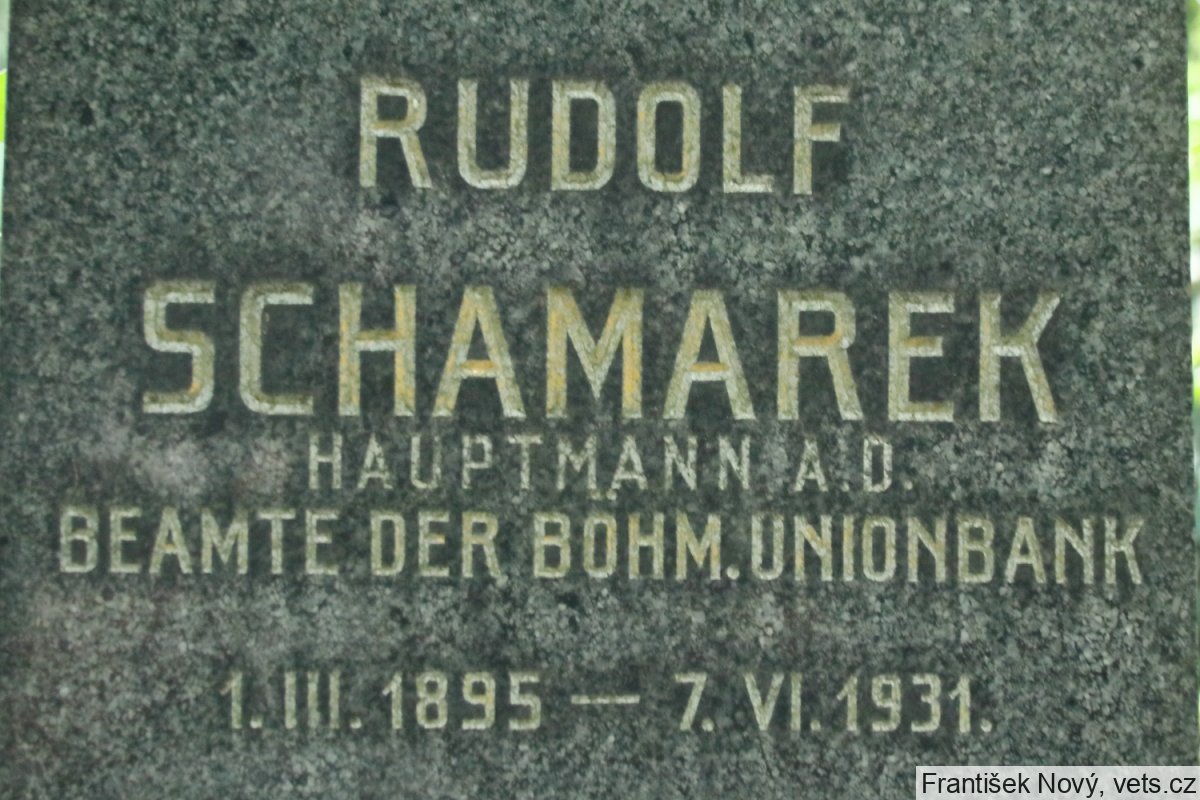 RUDOLF
SCHAMAREK
HAUPTMANN A.D.
BEAMTE DER BÖHM. UNIONBANK
1. III. 1895 — 7. VI. 1931.
František Nový, vets.cz